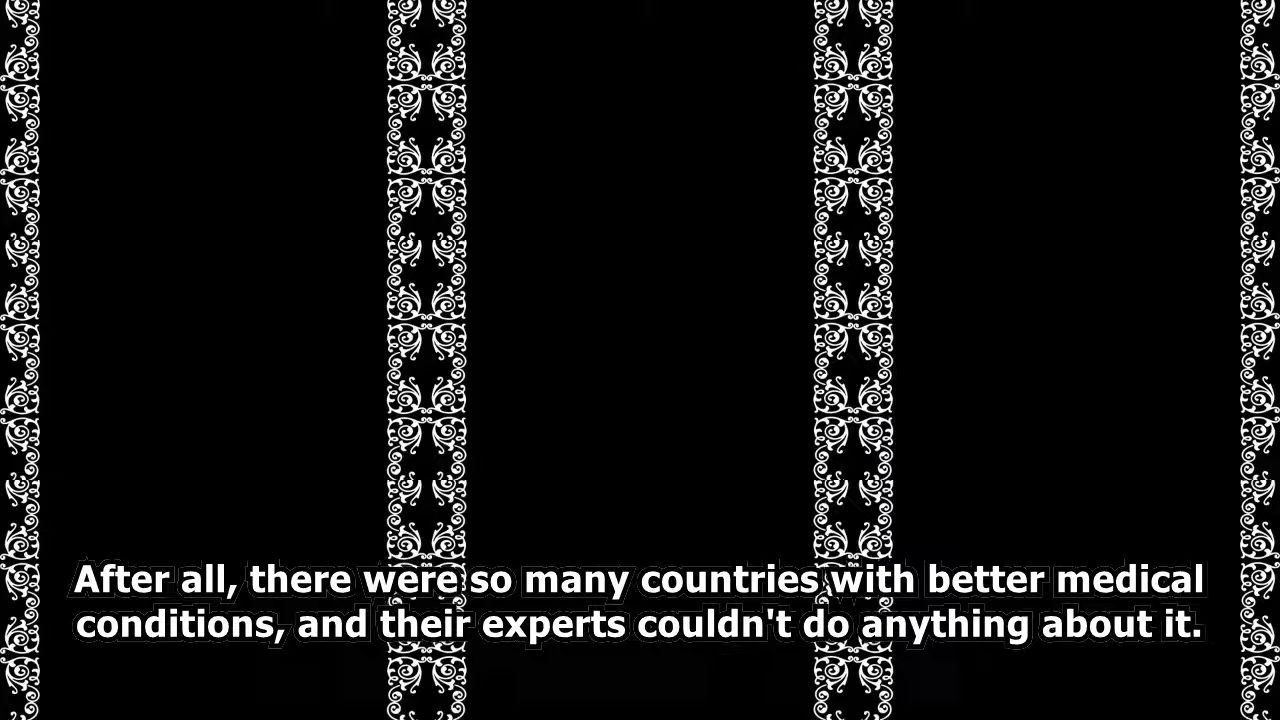 After all, there were so many countries with better medical
conditions, and their experts couldn't do anything about it.